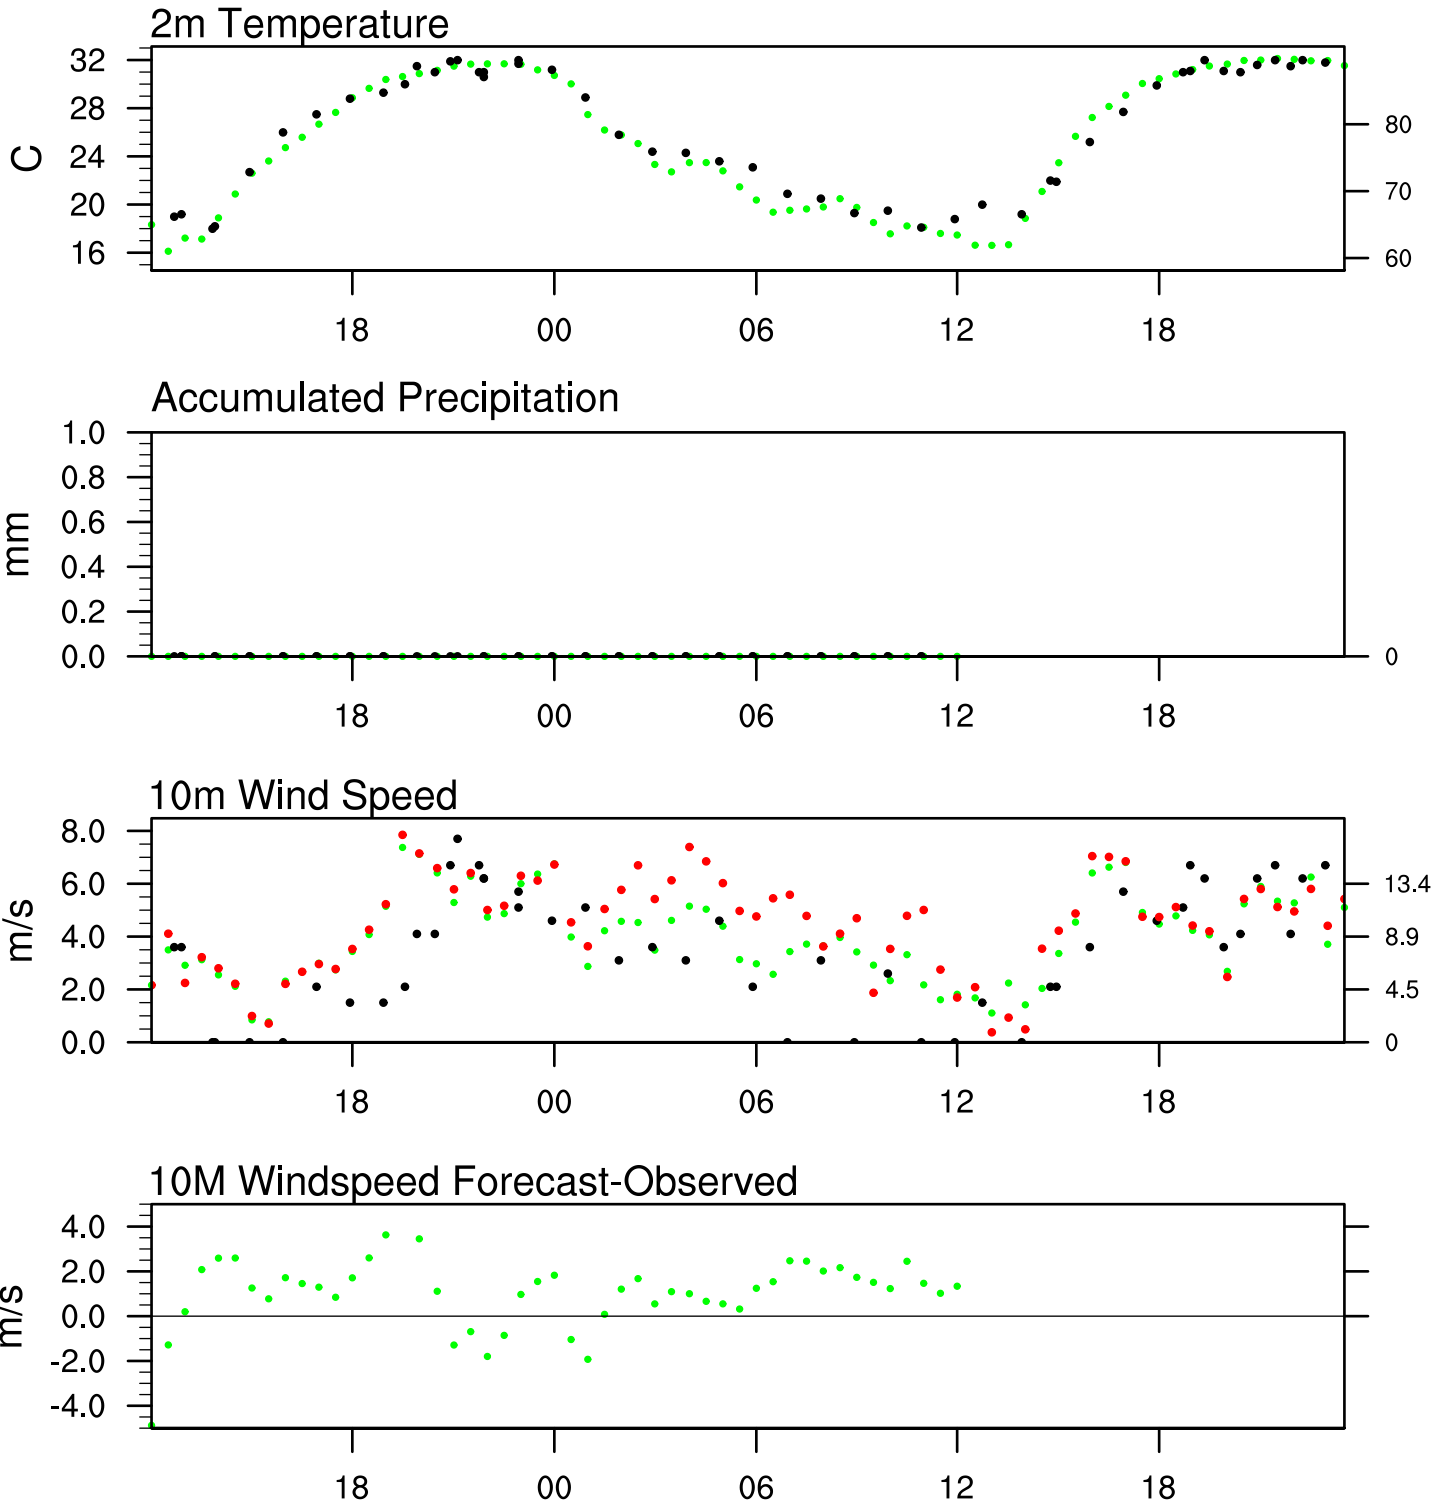 2m Temperature
32
28
24
20
16
C
80
70
60
18 00 06 12 18
Accumulated Precipitation
1.0
0.8
0.6
0.4
0.2
0.0
mm
0
18 00 06 12 18
10m Wind Speed
8.0
6.0
4.0
2.0
0.0
m/s
13.4
8.9
4.5
0
18 00 06 12 18
10M Windspeed Forecast-Observed
4.0
2.0
0.0
-2.0
-4.0
m/s
18 00 06 12 18